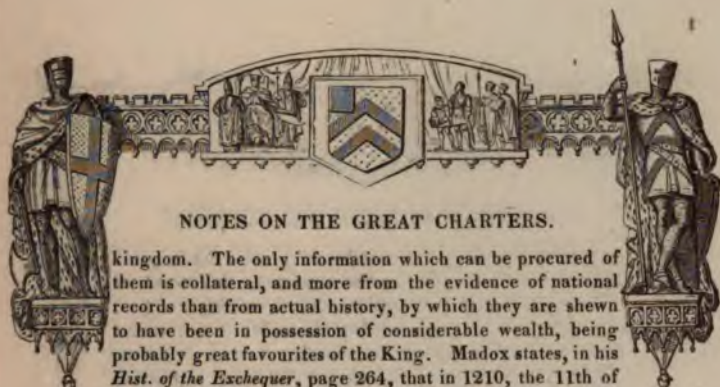 NOTES ON THE GREAT CHARTERS.
kingdom. The only information which can be procured of
them is collateral, and more from the evidence of national
records than from actual history, by which they are shewn
to have been in possession of considerable wealth, being
probably great favourites of the King. Madox states, in his
Hist. of the Exchequer, page 264, that in 1210, the 11th of